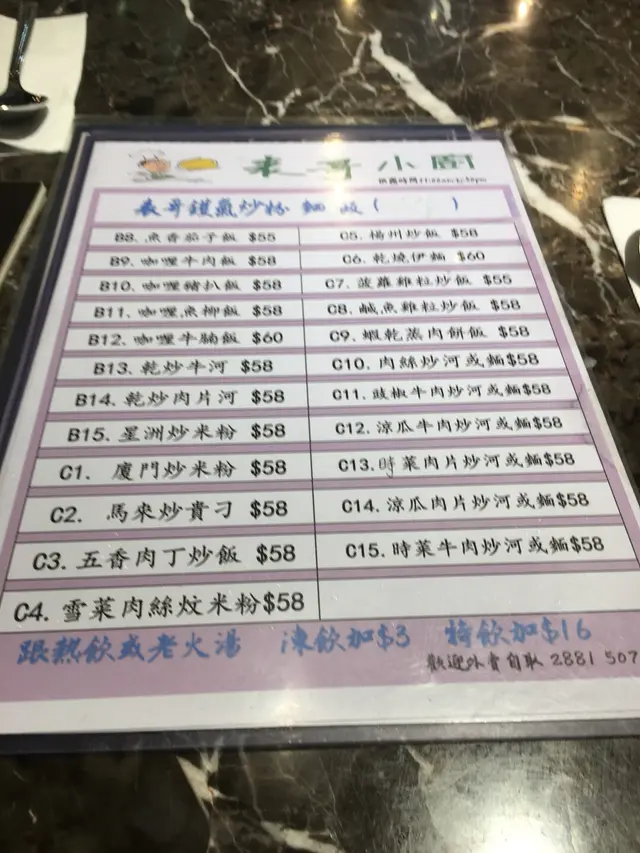 表哥小廚
表哥鑊氣炒粉 麵 飯 ( )
B8. 魚香茄子飯 $55
B9. 咖哩牛肉飯 $58
B10. 咖哩豬扒飯 $58
B11. 咖哩魚柳飯 $58
B12. 咖哩牛腩飯 $60
B13. 乾炒牛河 $58
B14. 乾炒肉片河 $58
B15. 星洲炒米粉 $58
C1. 廈門炒米粉 $58
C2. 馬來炒貴刁 $58
C3. 五香肉丁炒飯 $58
C4. 雪菜肉絲炆米粉$58
C5. 楊州炒飯 $58
C6. 乾燒伊麵 $60
C7. 菠蘿雞粒炒飯 $55
C8. 鹹魚雞粒炒飯 $58
C9. 蝦乾蒸肉餅飯 $58
C10. 肉絲炒河或麵$58
C11. 豉椒牛肉炒河或麵$58
C12. 涼瓜牛肉炒河或麵$58
C13. 時菜肉片炒河或麵$58
C14. 涼瓜肉片炒河或麵$58
C15. 時菜牛肉炒河或麵$58
跟熱飲或老火湯 凍飲加$3 特飲加$16
歡迎外賣自取 2881 507